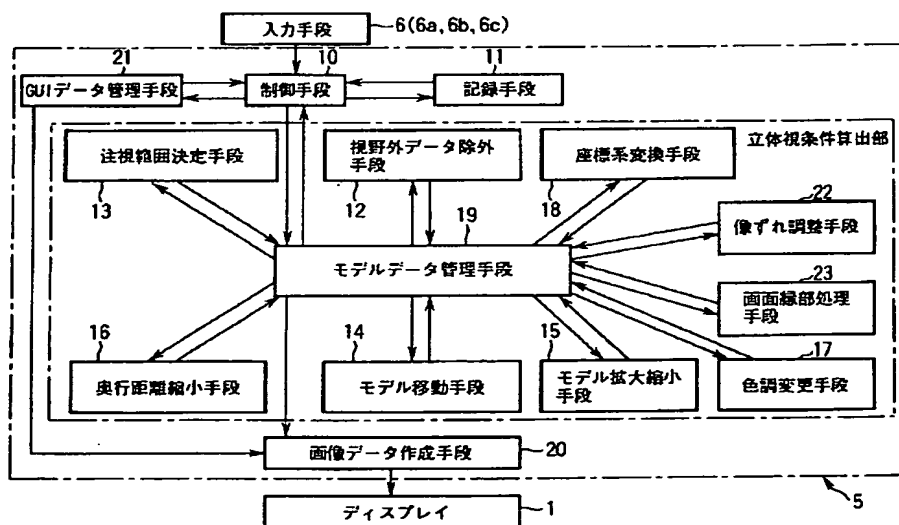 入力手段
6(6a,6b,6c)
21
10
11
GUIデータ管理手段
制御手段
記録手段
立体視条件算出部
注視範囲決定手段
視野外データ除外
手段
座標系変換手段
13
12
18
22
19
像ずれ調整手段
モデルデータ管理手段
23
画面縁部処理
手段
16
14
15
17
奥行距離縮小手段
モデル移動手段
モデル拡大縮小
手段
色調変更手段
画像データ作成手段
20
5
ディスプレイ
1